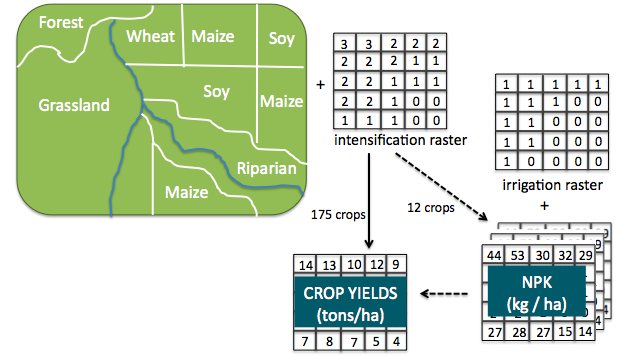 Forest
Wheat Maize Soy
Grassland
Soy
Maize
Riparian
Maize
+
3 3 2 2 2
2 2 2 1 1
2 2 1 1 1
2 2 1 0 0
1 1 1 0 0
intensification raster
1 1 1 1 1
1 1 1 0 0
1 1 0 0 0
1 1 0 0 0
1 0 0 0 0
irrigation raster
+
175 crops
12 crops
14 13 10 12 9
CROP YIELDS
(tons/ha)
7 8 7 5 4
44 53 30 32 29
NPK
(kg / ha)
27 28 27 15 14